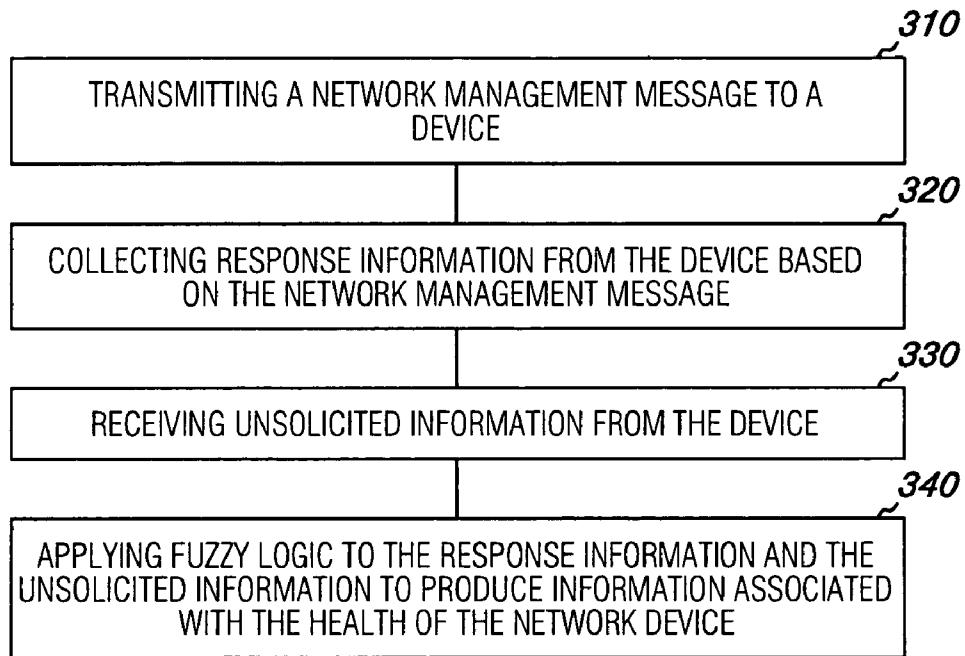 310
TRANSMITTING A NETWORK MANAGEMENT MESSAGE TO A
DEVICE
320
COLLECTING RESPONSE INFORMATION FROM THE DEVICE BASED
ON THE NETWORK MANAGEMENT MESSAGE
330
RECEIVING UNSOLICITED INFORMATION FROM THE DEVICE
340
APPLYING FUZZY LOGIC TO THE RESPONSE INFORMATION AND THE
UNSOLICITED INFORMATION TO PRODUCE INFORMATION ASSOCIATED
WITH THE HEALTH OF THE NETWORK DEVICE